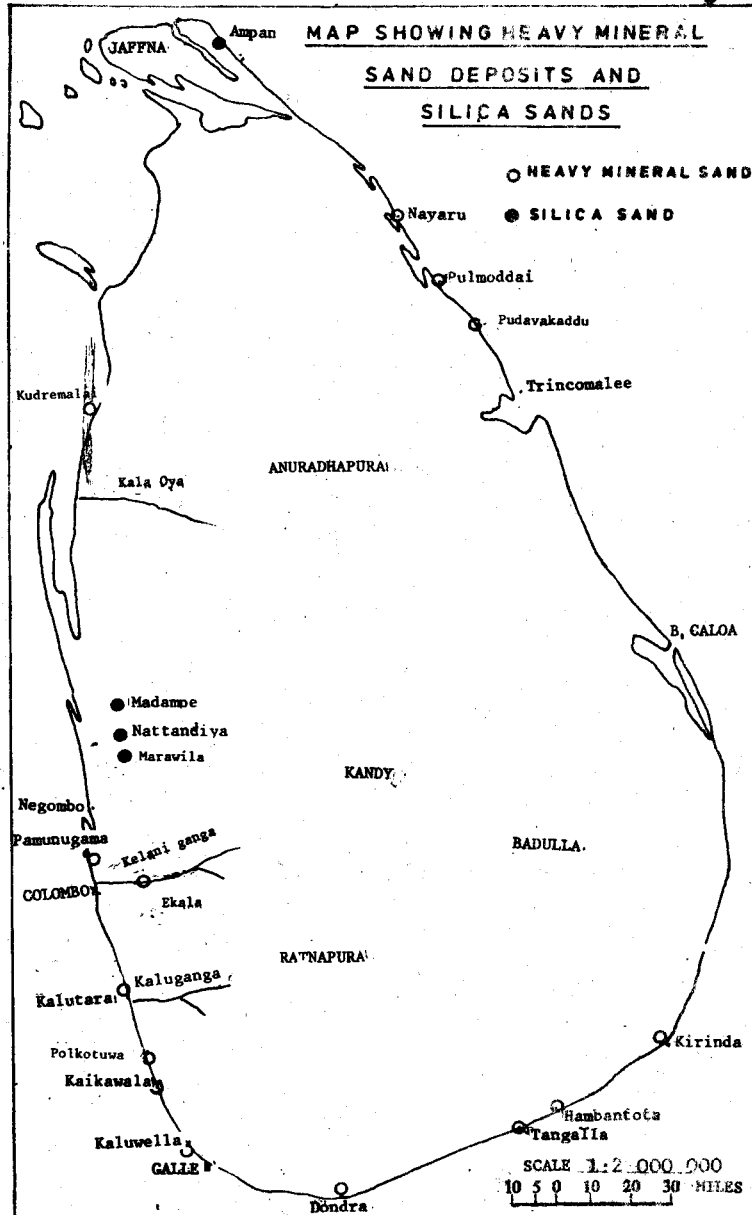 Ampan
MAP SHOWING HEAVY MINERAL
JAFFNA
SAND DEPOSITS AND
SILICA SANDS
HEAVY MINERAL SAND
Nayaru
SILICA SAND
Pulmoddai
Pudavakaddu
Trincomalee
Kudremalai
ANURADHAPURA
Kala Oya
B, CALOA
Madampe
Nattandiya
Marawila
KANDY
Negombo
Pamunugama
Kelani ganga
BADULLA
COLOMBO
Ekala
RATNAPURA
Kaluganga
Kalutara
Polkotuwa
Kirinda
Kaikawala
Hambantota
Tangalla
Kaluwella
GALLE
SCALE 1:2 000 000
10 5 0 10 20 30 MILES
Dondra